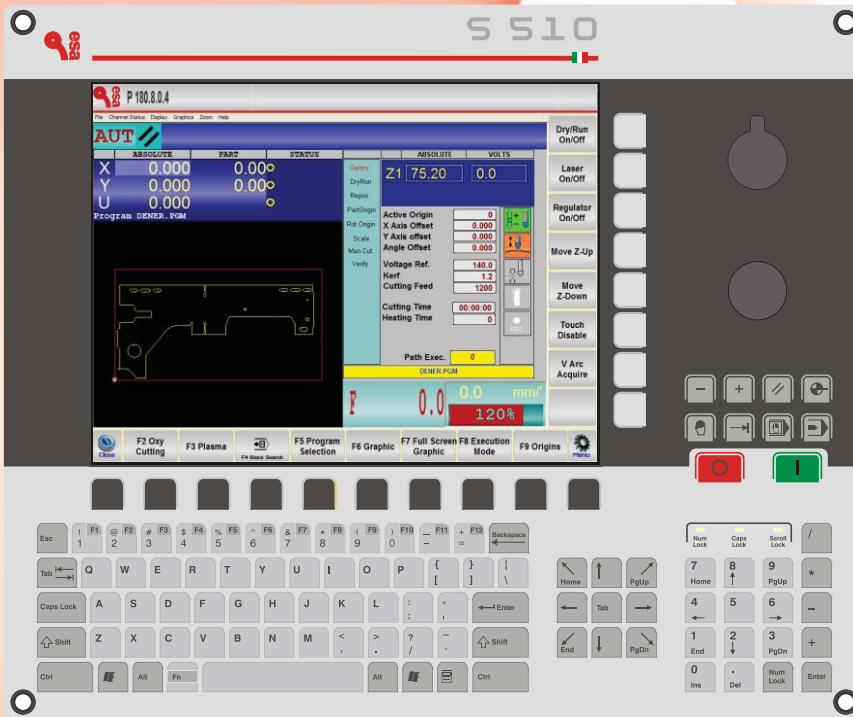 S 510
esa
esa P 180.8.0.4
File Channel Status Display Graphics Zoom Help
AUT
ABSOLUTE PART STATUS
X 0.000 0.00
Y 0.000 0.00
U 0.000
Program DENER.PGM
ABSOLUTE VOLTS
Z1 75.20 0.0
Gantry
DryRun
Repos
PartOrigin
Rot.Origin
Scale
Man Cut
Verify
Active Origin 0
X Axis Offset 0.000
Y Axis offset 0.000
Angle Offset 0.000
Voltage Ref. 140.0
Kerf 1.2
Cutting Feed 1200
Cutting Time 00:00:00
Heating Time 0
REC
Path Exec. 0
DENER.PGM
F 0.0 0.0 mm/'
120%
Dry/Run
On/Off
Laser
On/Off
Regulator
On/Off
Move Z-Up
Move
Z-Down
Touch
Disable
V Arc
Acquire
Close
F2 Oxy
Cutting
F3 Plasma
F4 Block Search
F5 Program
Selection
F6 Graphic
F7 Full Screen
Graphic
F8 Execution
Mode
F9 Origins
Menu
Esc ! 1 F1 @ 2 F2 # 3 F3 $ 4 F4 % 5 F5 ^ 6 F6 & 7 F7 * 8 F8 ( 9 F9 ) 0 F10 _ - F11 + = F12 Backspace
Tab Q W E R T Y U I O P { [ } ] ¦ \
Caps Lock A S D F G H J K L : ; " ' Enter
Shift Z X C V B N M < , > . ? / ~ ` Shift
Ctrl Alt Fn Alt Ctrl
Home ↑ PgUp
← Tab →
End ↓ PgDn
Num
Lock
Caps
Lock
Scroll
Lock
/
7 Home 8 ↑ 9 PgUp *
4 ← 5 6 → -
1 End 2 ↓ 3 PgDn +
0 Ins . Del Num Lock Enter